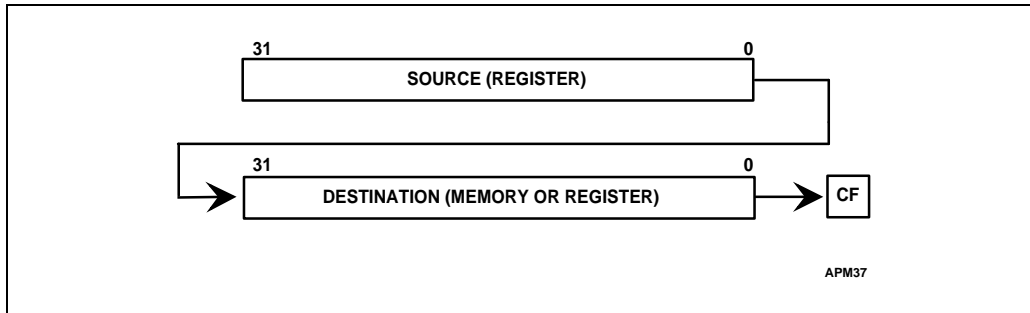 31 0
SOURCE (REGISTER)
31 0
DESTINATION (MEMORY OR REGISTER) CF
APM37